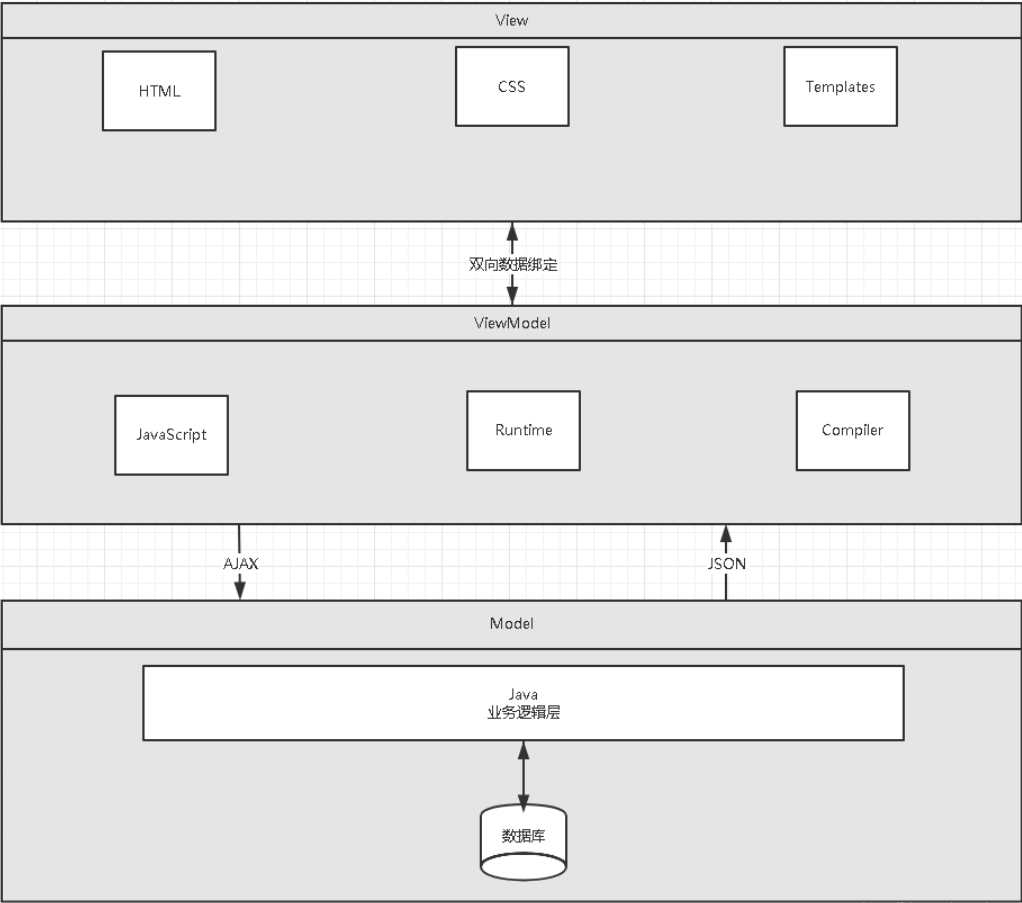 View
HTML
CSS
Templates
双向数据绑定
ViewModel
JavaScript
Runtime
Compiler
AJAX
JSON
Model
Java
业务逻辑层
数据库